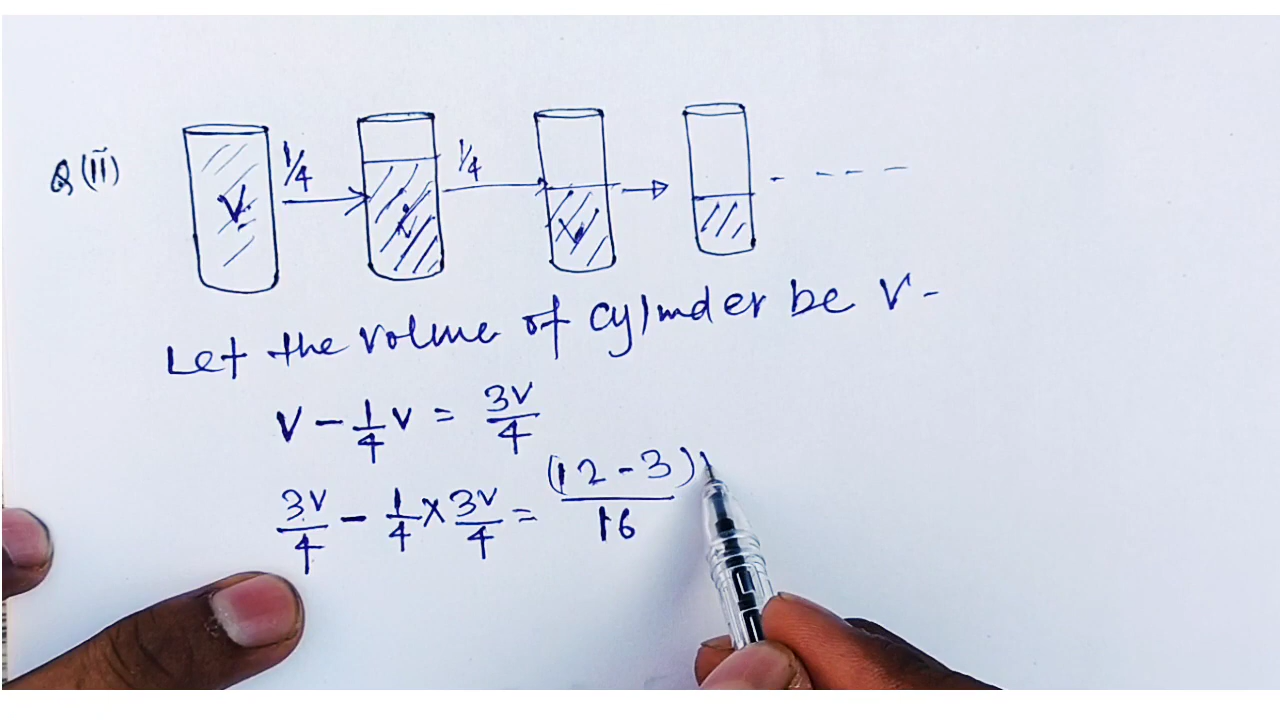 Q(ii)
V
1/4
1/4
Let the volme of cylinder be V-
V - 1/4 V = 3V/4
3V/4 - 1/4 × 3V/4 = (12-3)/16